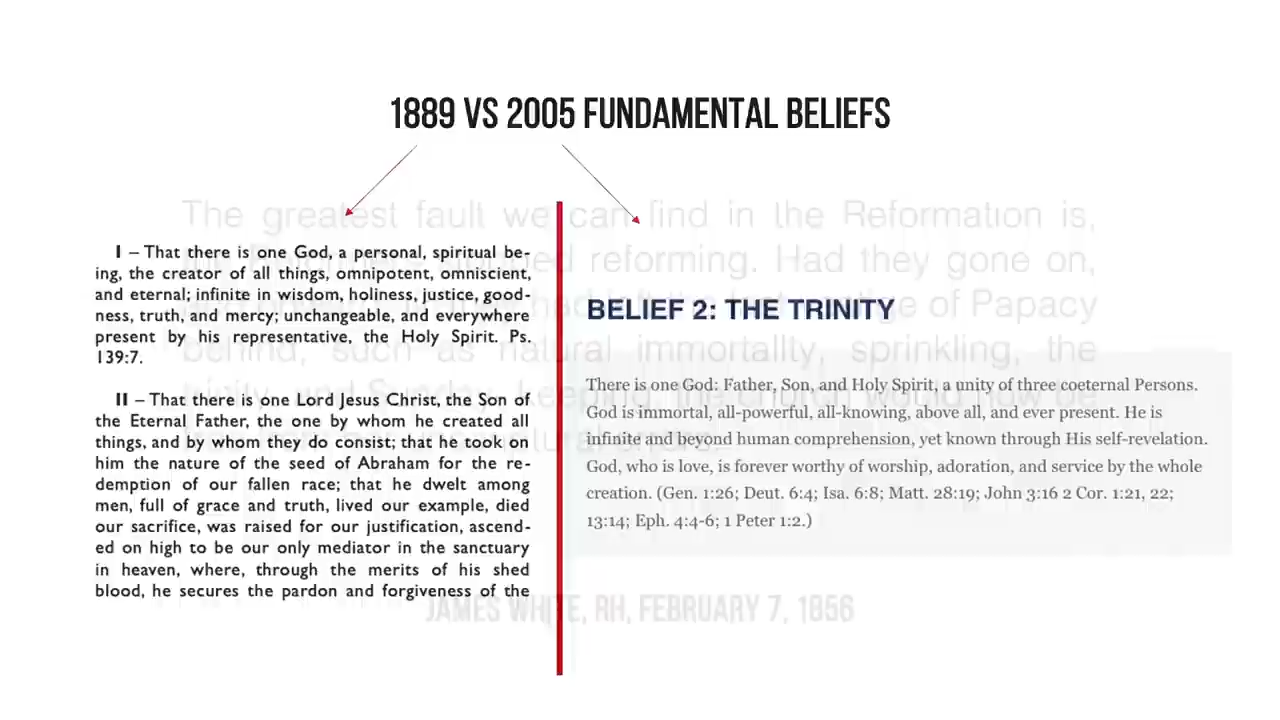 1889 VS 2005 FUNDAMENTAL BELIEFS
I – That there is one God, a personal, spiritual be-
ing, the creator of all things, omnipotent, omniscient,
and eternal; infinite in wisdom, holiness, justice, good-
ness, truth, and mercy; unchangeable, and everywhere
present by his representative, the Holy Spirit. Ps.
139:7.
II – That there is one Lord Jesus Christ, the Son of
the Eternal Father, the one by whom he created all
things, and by whom they do consist; that he took on
him the nature of the seed of Abraham for the re-
demption of our fallen race; that he dwelt among
men, full of grace and truth, lived our example, died
our sacrifice, was raised for our justification, ascend-
ed on high to be our only mediator in the sanctuary
in heaven, where, through the merits of his shed
blood, he secures the pardon and forgiveness of the
BELIEF 2: THE TRINITY
There is one God: Father, Son, and Holy Spirit, a unity of three coeternal Persons.
God is immortal, all-powerful, all-knowing, above all, and ever present. He is
infinite and beyond human comprehension, yet known through His self-revelation.
God, who is love, is forever worthy of worship, adoration, and service by the whole
creation. (Gen. 1:26; Deut. 6:4; Isa. 6:8; Matt. 28:19; John 3:16 2 Cor. 1:21, 22;
13:14; Eph. 4:4-6; 1 Peter 1:2.)
The greatest fault we can find in the Reformation is,
reforming. Had they gone on,
of Papacy
behind, such as natural immortality, sprinkling, the
trinity, and Sunday keeping, the church would now be
JAMES WHITE, RH, FEBRUARY 7, 1856